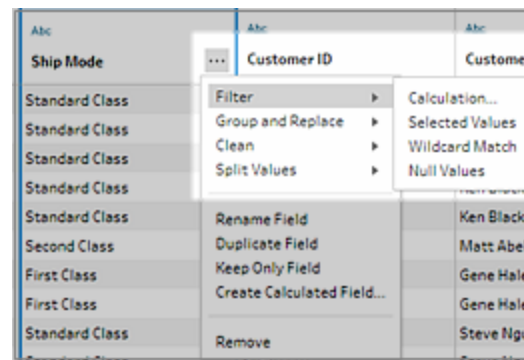 Abc Abc Abc
Ship Mode ... Customer ID Custome
Standard Class Filter Calculation...
Standard Class Group and Replace Selected Values
Standard Class Clean Wildcard Match
Standard Class Split Values Null Values
Standard Class Rename Field Ken Black
Second Class Duplicate Field Matt Abe
First Class Keep Only Field Gene Hale
First Class Create Calculated Field... Gene Hale
Standard Class Remove Steve Ngu